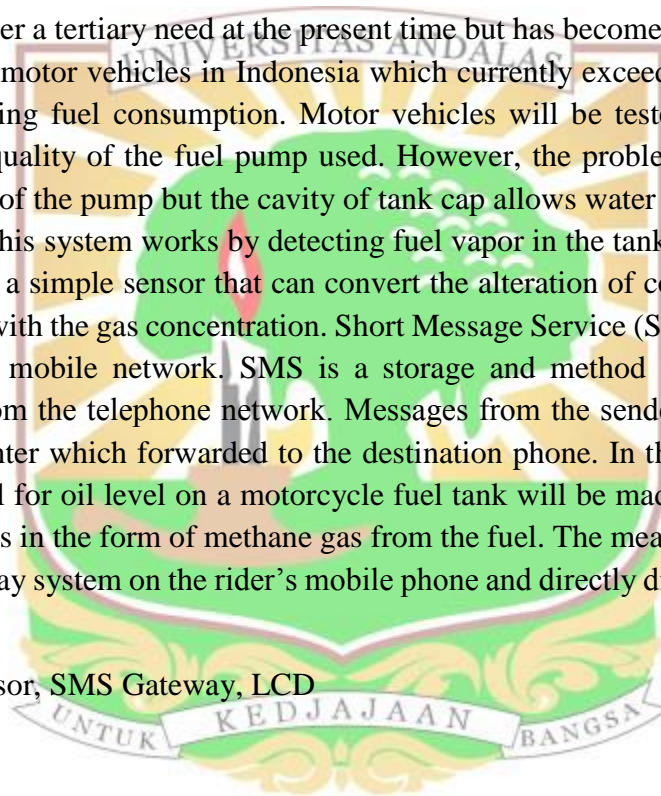 er a tertiary need at the present time but has become
UNIVERSITAS ANDALAS
motor vehicles in Indonesia which currently exceed
ing fuel consumption. Motor vehicles will be teste
quality of the fuel pump used. However, the proble
of the pump but the cavity of tank cap allows water
his system works by detecting fuel vapor in the tank
a simple sensor that can convert the alteration of c
with the gas concentration. Short Message Service (S
mobile network. SMS is a storage and method
om the telephone network. Messages from the sende
nter which forwarded to the destination phone. In th
l for oil level on a motorcycle fuel tank will be mad
s in the form of methane gas from the fuel. The mea
ay system on the rider's mobile phone and directly di
sor, SMS Gateway, LCD
UNTUK KEDJAJAAN BANGSA